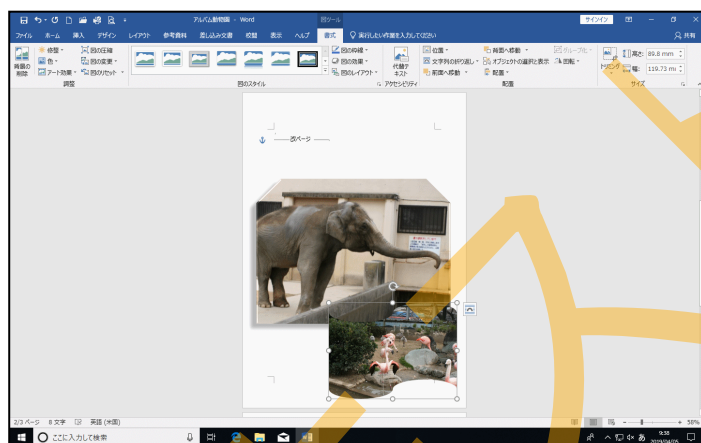 アルバム動物園 - Word
図ツール
サインイン
ファイル ホーム 挿入 デザイン レイアウト 参考資料 差し込み文書 校閲 表示 ヘルプ 書式 実行したい作業を入力してください 共有
背景の削除
修整
色
アート効果
図の圧縮
図の変更
図のリセット
調整
図のスタイル
図の枠線
図の効果
図のレイアウト
代替テキスト
アクセシビリティ
位置
文字列の折り返し
前面へ移動
背面へ移動
オブジェクトの選択と表示
配置
グループ化
回転
配置
トリミング
高さ: 89.8 mm
幅: 119.73 mm
サイズ
改ページ
2/3 ページ 8 文字 英語 (米国)
58%
ここに入力して検索
あ
9:38
2019/04/05